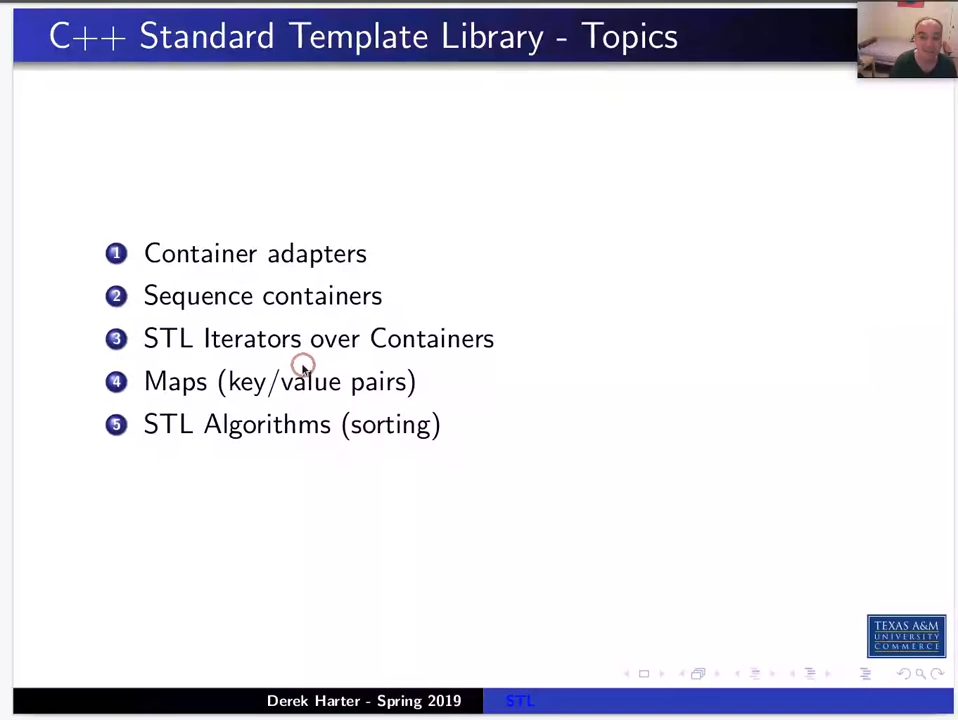 C++ Standard Template Library - Topics
1 Container adapters
2 Sequence containers
3 STL Iterators over Containers
4 Maps (key/value pairs)
5 STL Algorithms (sorting)
TEXAS A&M
UNIVERSITY
COMMERCE
Derek Harter - Spring 2019 STL